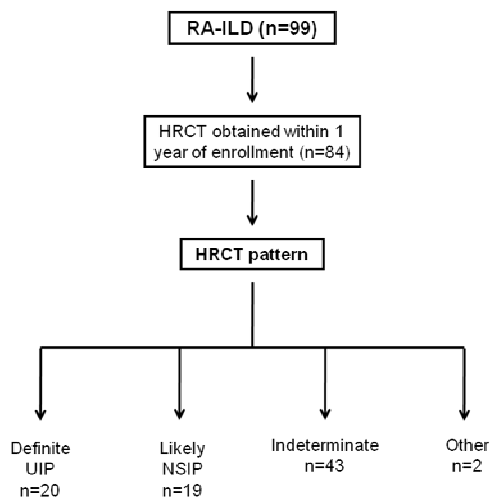 RA-ILD (n=99)
HRCT obtained within 1
year of enrollment (n=84)
HRCT pattern
Definite
UIP
n=20
Likely
NSIP
n=19
Indeterminate
n=43
Other
n=2